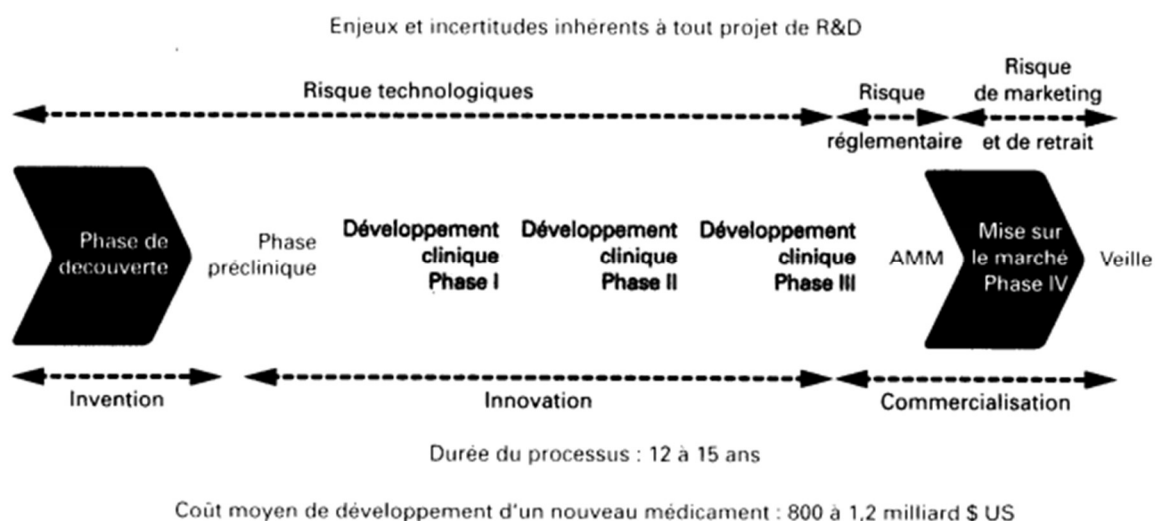 Enjeux et incertitudes inhérents à tout projet de R&D
Risque technologiques
Risque
réglementaire
Risque
de marketing
et de retrait
Phase de
decouverte
Phase
préclinique
Développement
clinique
Phase I
Développement
clinique
Phase II
Développement
clinique
Phase III
AMM
Mise sur
le marché
Phase IV
Veille
Invention
Innovation
Commercialisation
Durée du processus : 12 à 15 ans
Coût moyen de développement d'un nouveau médicament : 800 à 1,2 milliard $ US